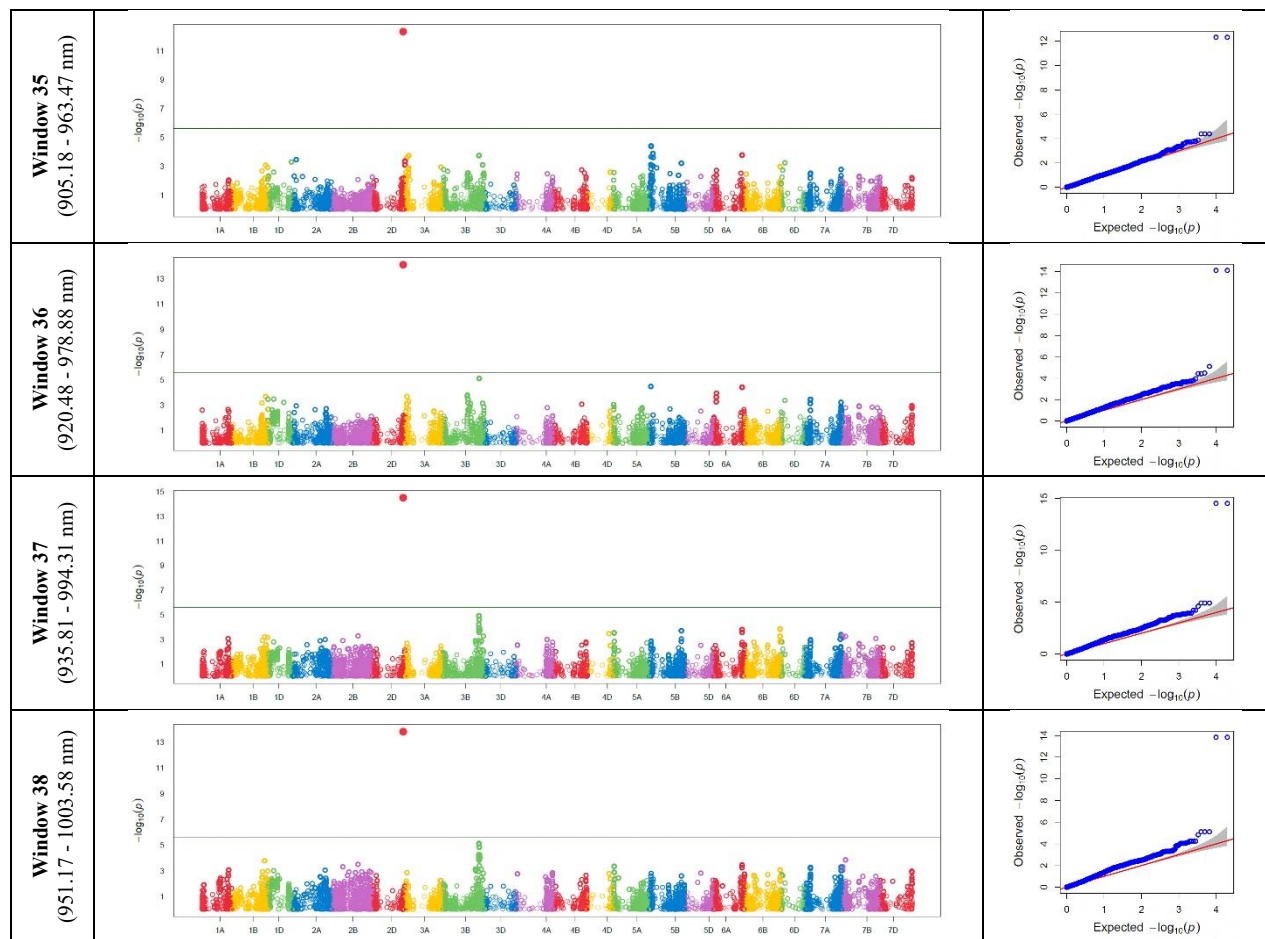 Window 35
(905.18 - 963.47 nm)
−log₁₀(p)
11
9
7
5
3
1
1A 1B 1D 2A 2B 2D 3A 3B 3D 4A 4B 4D 5A 5B 5D 6A 6B 6D 7A 7B 7D
Observed −log₁₀(p)
12
10
8
6
4
2
0
0 1 2 3 4
Expected −log₁₀(p)
Window 36
(920.48 - 978.88 nm)
−log₁₀(p)
13
11
9
7
5
3
1
1A 1B 1D 2A 2B 2D 3A 3B 3D 4A 4B 4D 5A 5B 5D 6A 6B 6D 7A 7B 7D
Observed −log₁₀(p)
14
12
10
8
6
4
2
0
0 1 2 3 4
Expected −log₁₀(p)
Window 37
(935.81 - 994.31 nm)
−log₁₀(p)
15
13
11
9
7
5
3
1
1A 1B 1D 2A 2B 2D 3A 3B 3D 4A 4B 4D 5A 5B 5D 6A 6B 6D 7A 7B 7D
Observed −log₁₀(p)
15
10
5
0
0 1 2 3 4
Expected −log₁₀(p)
Window 38
(951.17 - 1003.58 nm)
−log₁₀(p)
13
11
9
7
5
3
1
1A 1B 1D 2A 2B 2D 3A 3B 3D 4A 4B 4D 5A 5B 5D 6A 6B 6D 7A 7B 7D
Observed −log₁₀(p)
14
12
10
8
6
4
2
0
0 1 2 3 4
Expected −log₁₀(p)